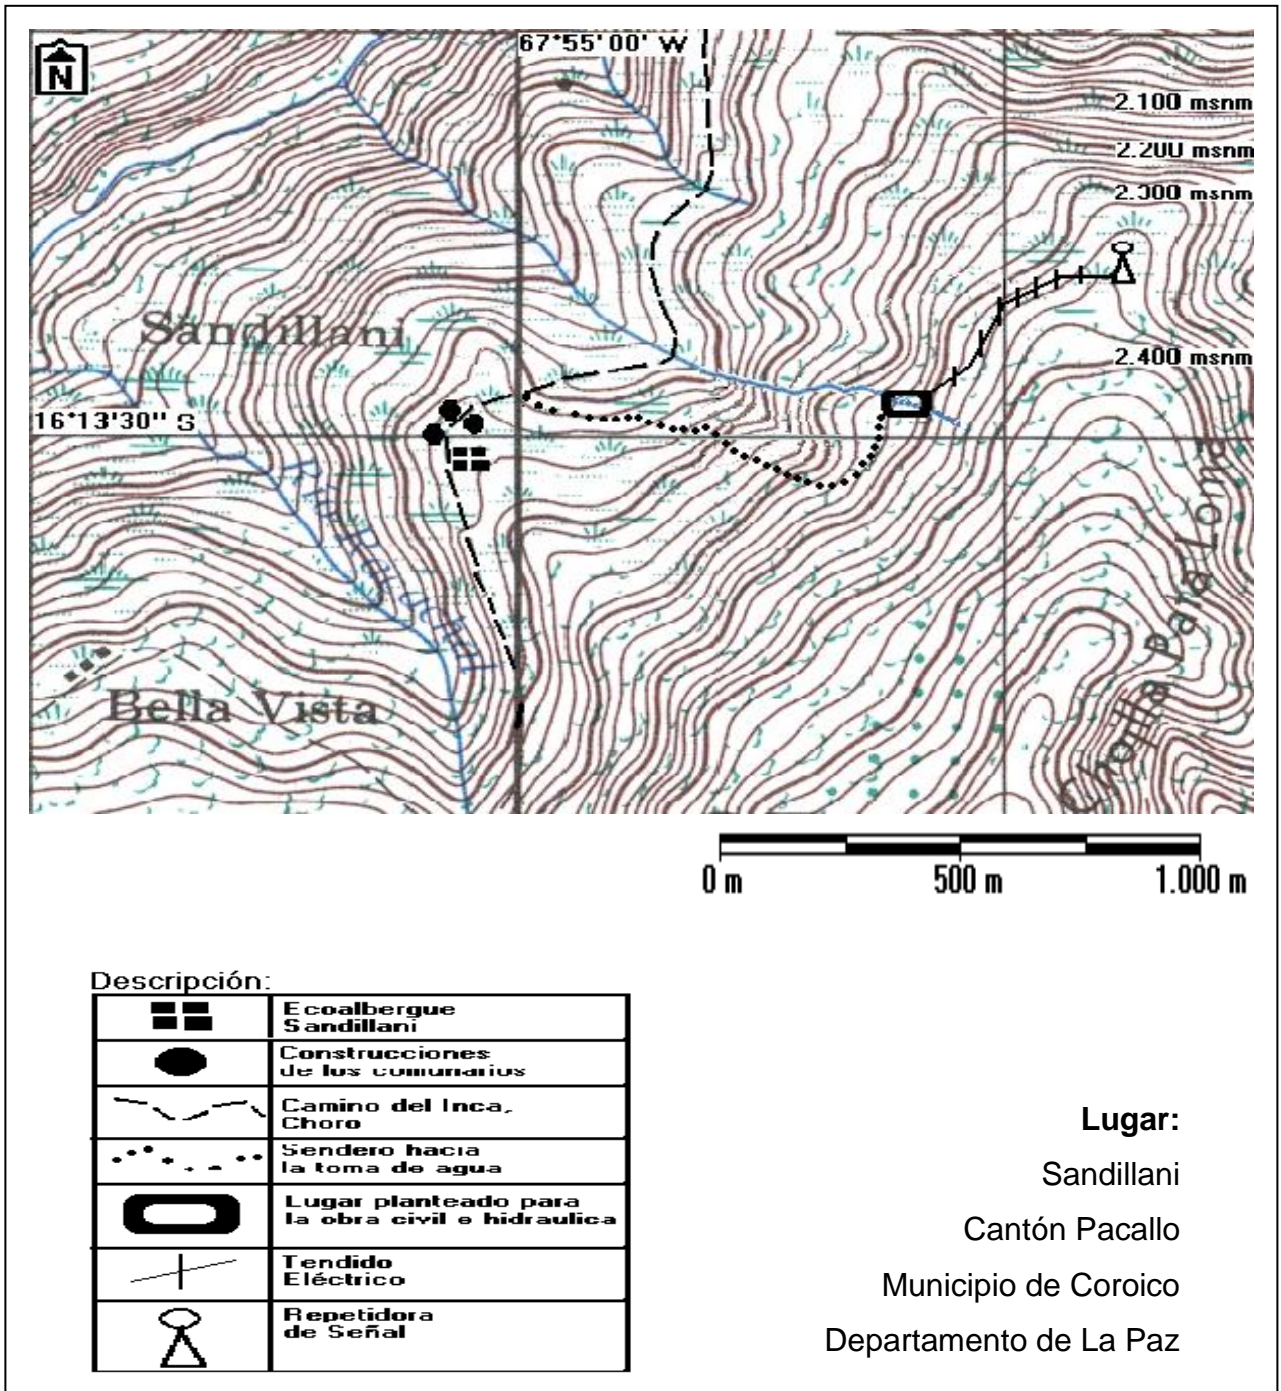 N
67°55'00' W
2.100 msnm
2.200 msnm
2.300 msnm
Sandillani
2.400 msnm
16°13'30'' S
Bella Vista
Chojlla Pata Loma
0 m 500 m 1.000 m
Descripción:
Ecoalbergue
Sandillani
Construcciones
de los comunarios
Camino del Inca,
Choro
Sendero hacia
la toma de agua
Lugar planteado para
la obra civil e hidraulica
Tendido
Eléctrico
Repetidora
de Señal
Lugar:
Sandillani
Cantón Pacallo
Municipio de Coroico
Departamento de La Paz